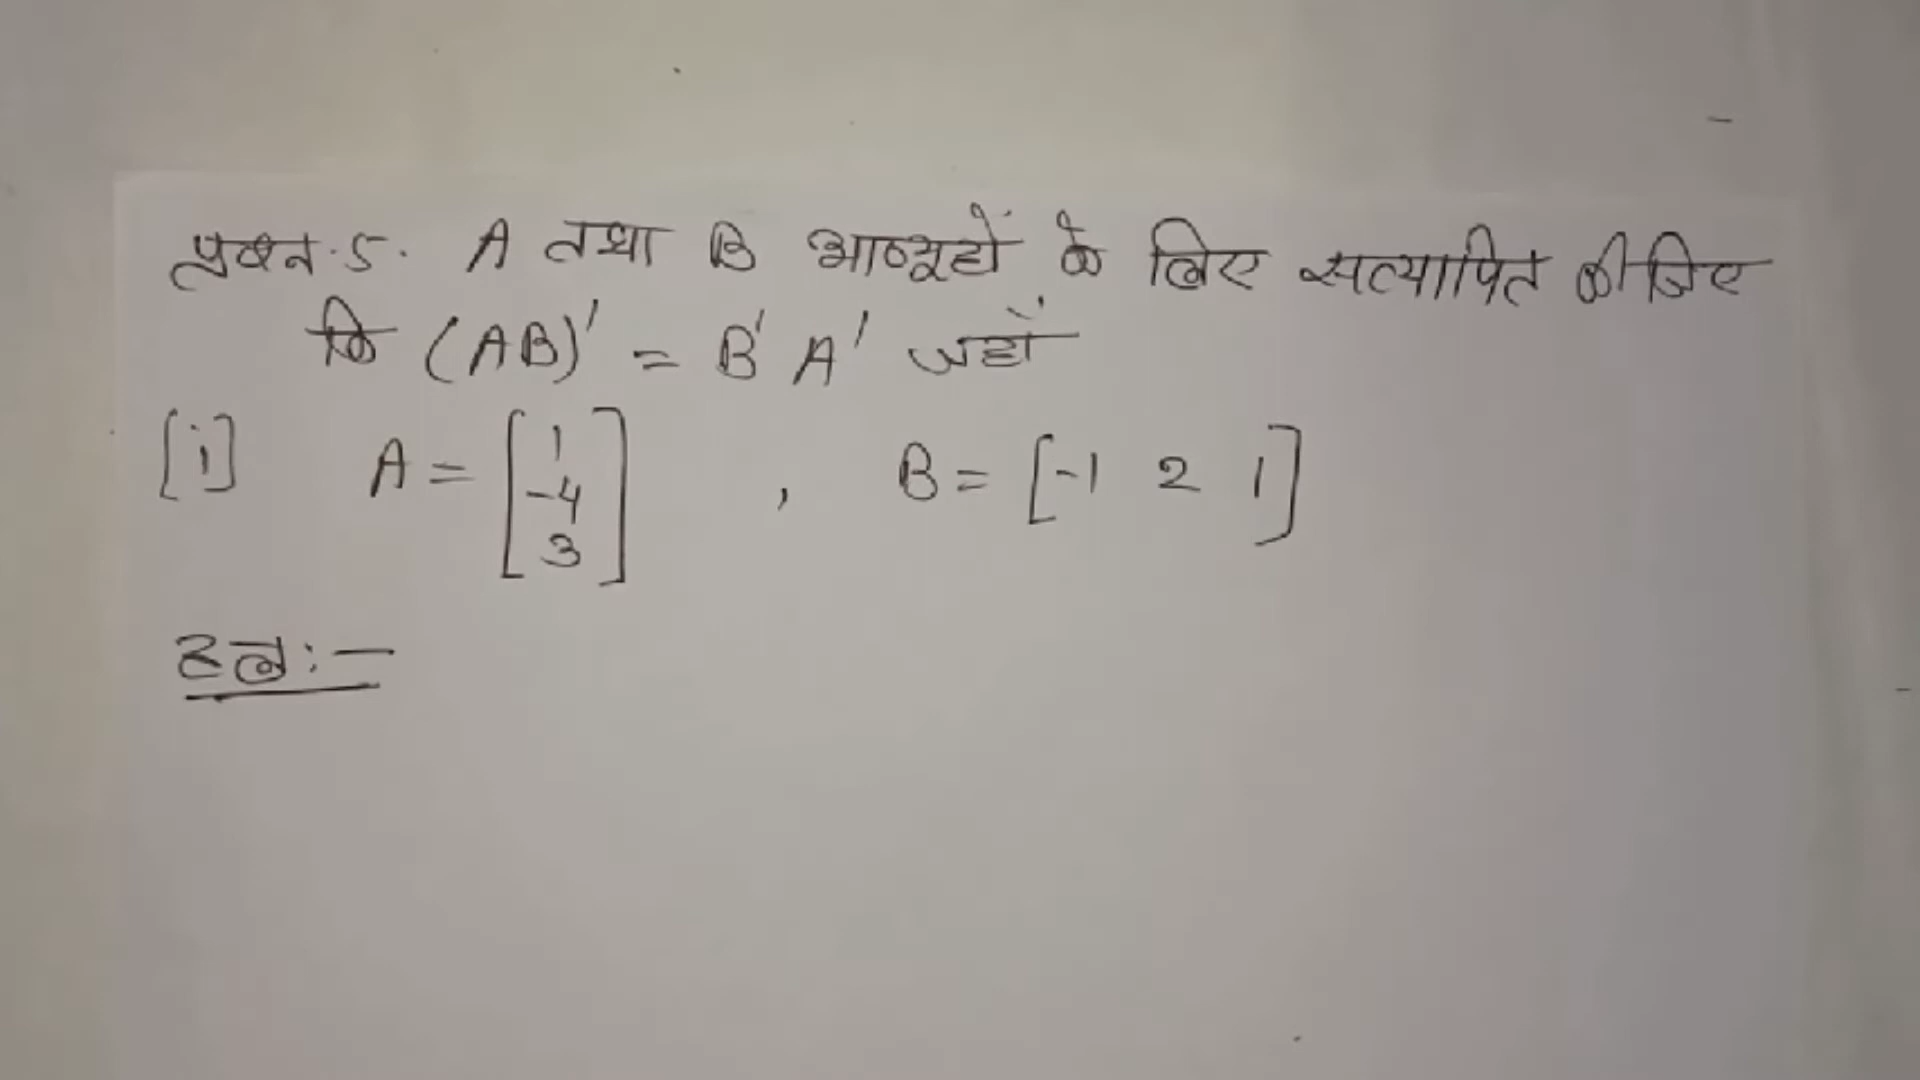 प्रश्न.5. A तथा B आव्यूहों के लिए सत्यापित कीजिए
कि (AB)' = B' A' जहाँ
[i] A = [1 -4 3] , B = [-1 2 1]
हल:—